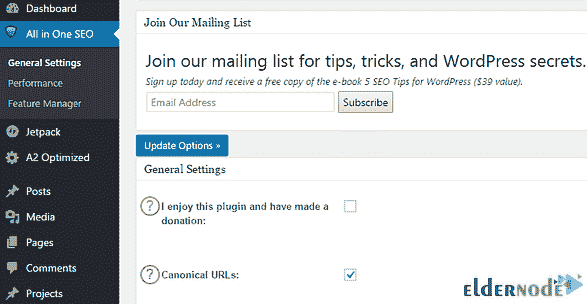 Dashboard
All in One SEO
General Settings
Performance
Feature Manager
Jetpack
A2 Optimized
Posts
Media
Pages
Comments
Projects
Join Our Mailing List
Join our mailing list for tips, tricks, and WordPress secrets.
Sign up today and receive a free copy of the e-book 5 SEO Tips for WordPress ($39 value).
Email Address
Subscribe
Update Options »
General Settings
? I enjoy this plugin and have made a
donation:
? Canonical URLs:
eldernode